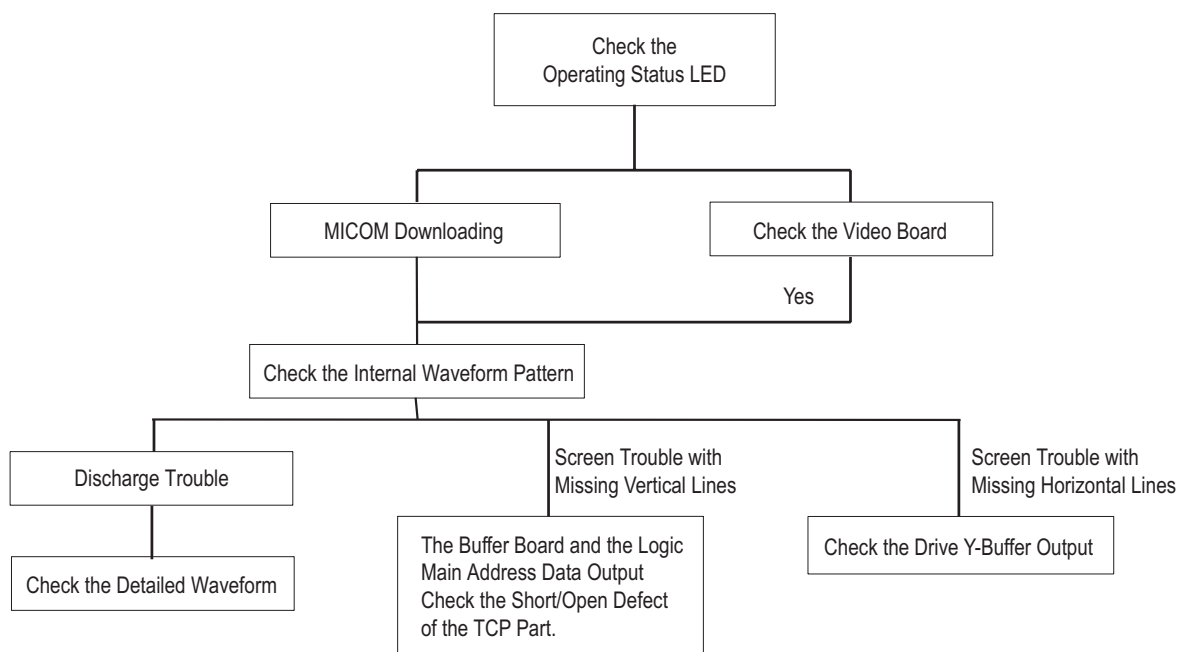 Check the
Operating Status LED
MICOM Downloading
Check the Video Board
Yes
Check the Internal Waveform Pattern
Discharge Trouble
Screen Trouble with
Missing Vertical Lines
Screen Trouble with
Missing Horizontal Lines
Check the Detailed Waveform
The Buffer Board and the Logic
Main Address Data Output
Check the Short/Open Defect
of the TCP Part.
Check the Drive Y-Buffer Output